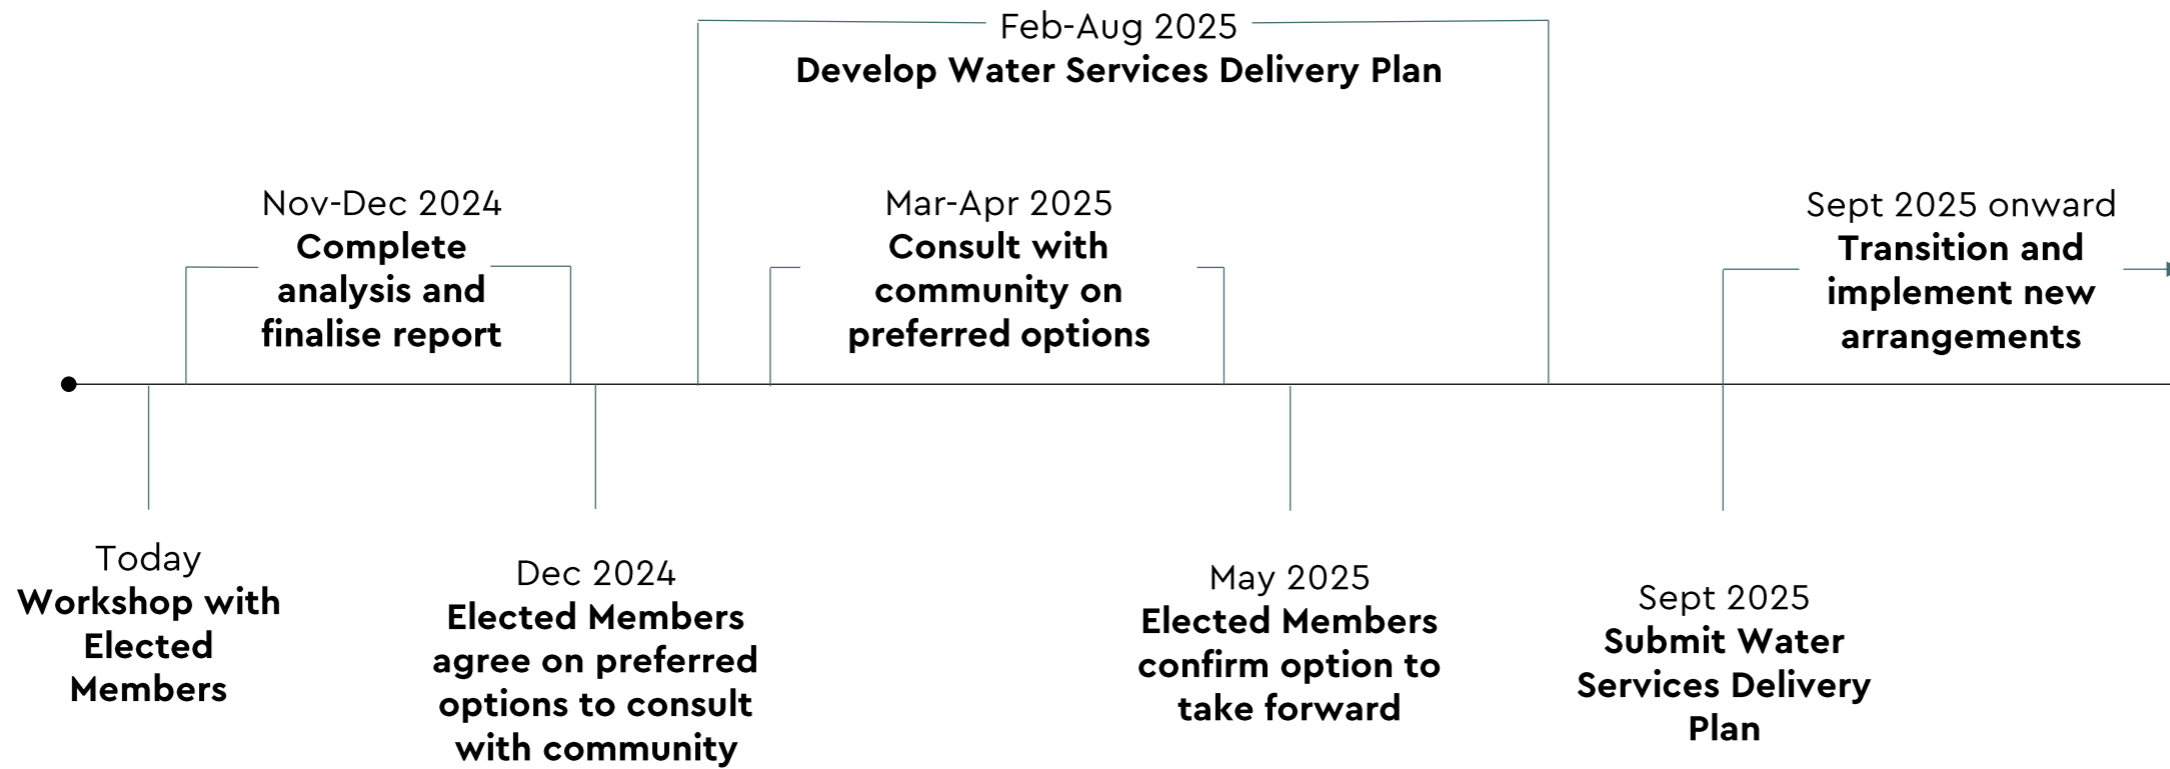 Feb-Aug 2025
Develop Water Services Delivery Plan
Nov-Dec 2024
Complete
analysis and
finalise report
Mar-Apr 2025
Consult with
community on
preferred options
Sept 2025 onward
Transition and
implement new
arrangements
Today
Workshop with
Elected
Members
Dec 2024
Elected Members
agree on preferred
options to consult
with community
May 2025
Elected Members
confirm option to
take forward
Sept 2025
Submit Water
Services Delivery
Plan